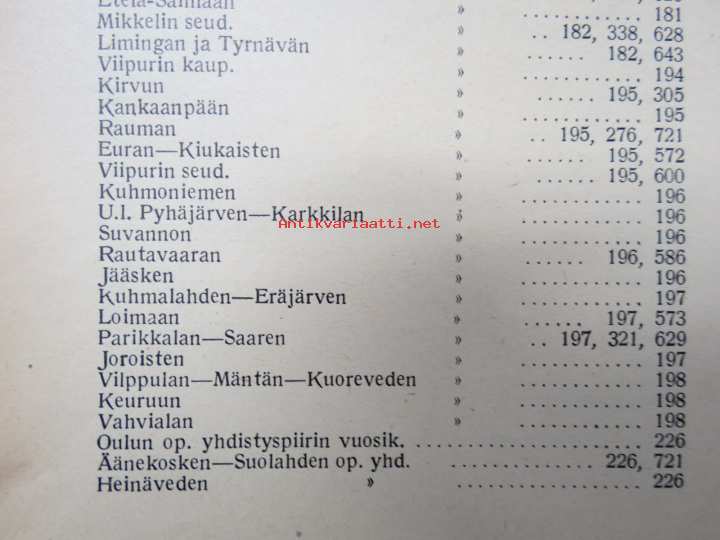 Mikkelin seud. » ............. 181
Limingan ja Tyrnävän » .. 182, 338, 628
Viipurin kaup. » ...... 182, 643
Kirvun » ............. 194
Kankaanpään » ...... 195, 305
Rauman » ............. 195
Euran—Kiukaisten » .. 195, 276, 721
Viipurin seud. » ...... 195, 572
Kuhmoniemen » ...... 195, 600
U.l. Pyhäjärven—Karkkilan » ............. 196
Suvannon » ............. 196
Rautavaaran » ............. 196
Jääsken » ...... 196, 586
Kuhmalahden—Eräjärven » ............. 196
Loimaan » ............. 197
Parikkalan—Saaren » ...... 197, 573
Joroisten » .. 197, 321, 629
Vilppulan—Mäntän—Kuoreveden » ............. 197
Keuruun » ............. 198
Vahvialan » ............. 198
198
Oulun op. yhdistyspiirin vuosik. ......................... 226
Äänekosken—Suolahden op. yhd. ............... 226, 721
Heinäveden » ...................... 226
Antikvariaatti.net